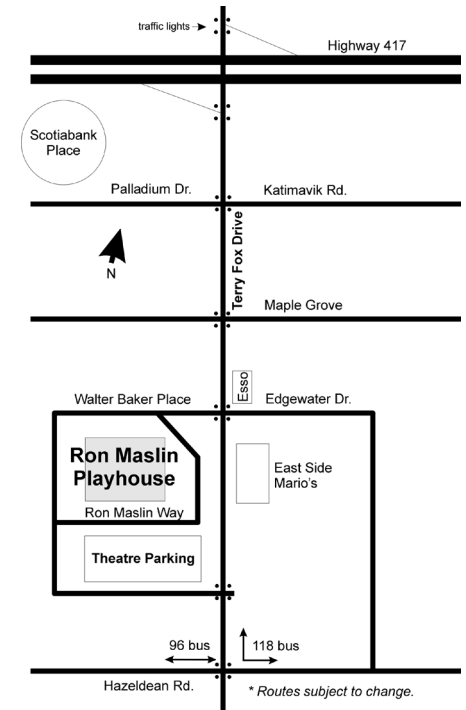 traffic lights
Highway 417
Scotiabank
Place
Palladium Dr.
Katimavik Rd.
N
Terry Fox Drive
Maple Grove
Esso
Walter Baker Place
Edgewater Dr.
Ron Maslin
Playhouse
East Side
Mario's
Ron Maslin Way
Theatre Parking
96 bus
118 bus
Hazeldean Rd.
* Routes subject to change.